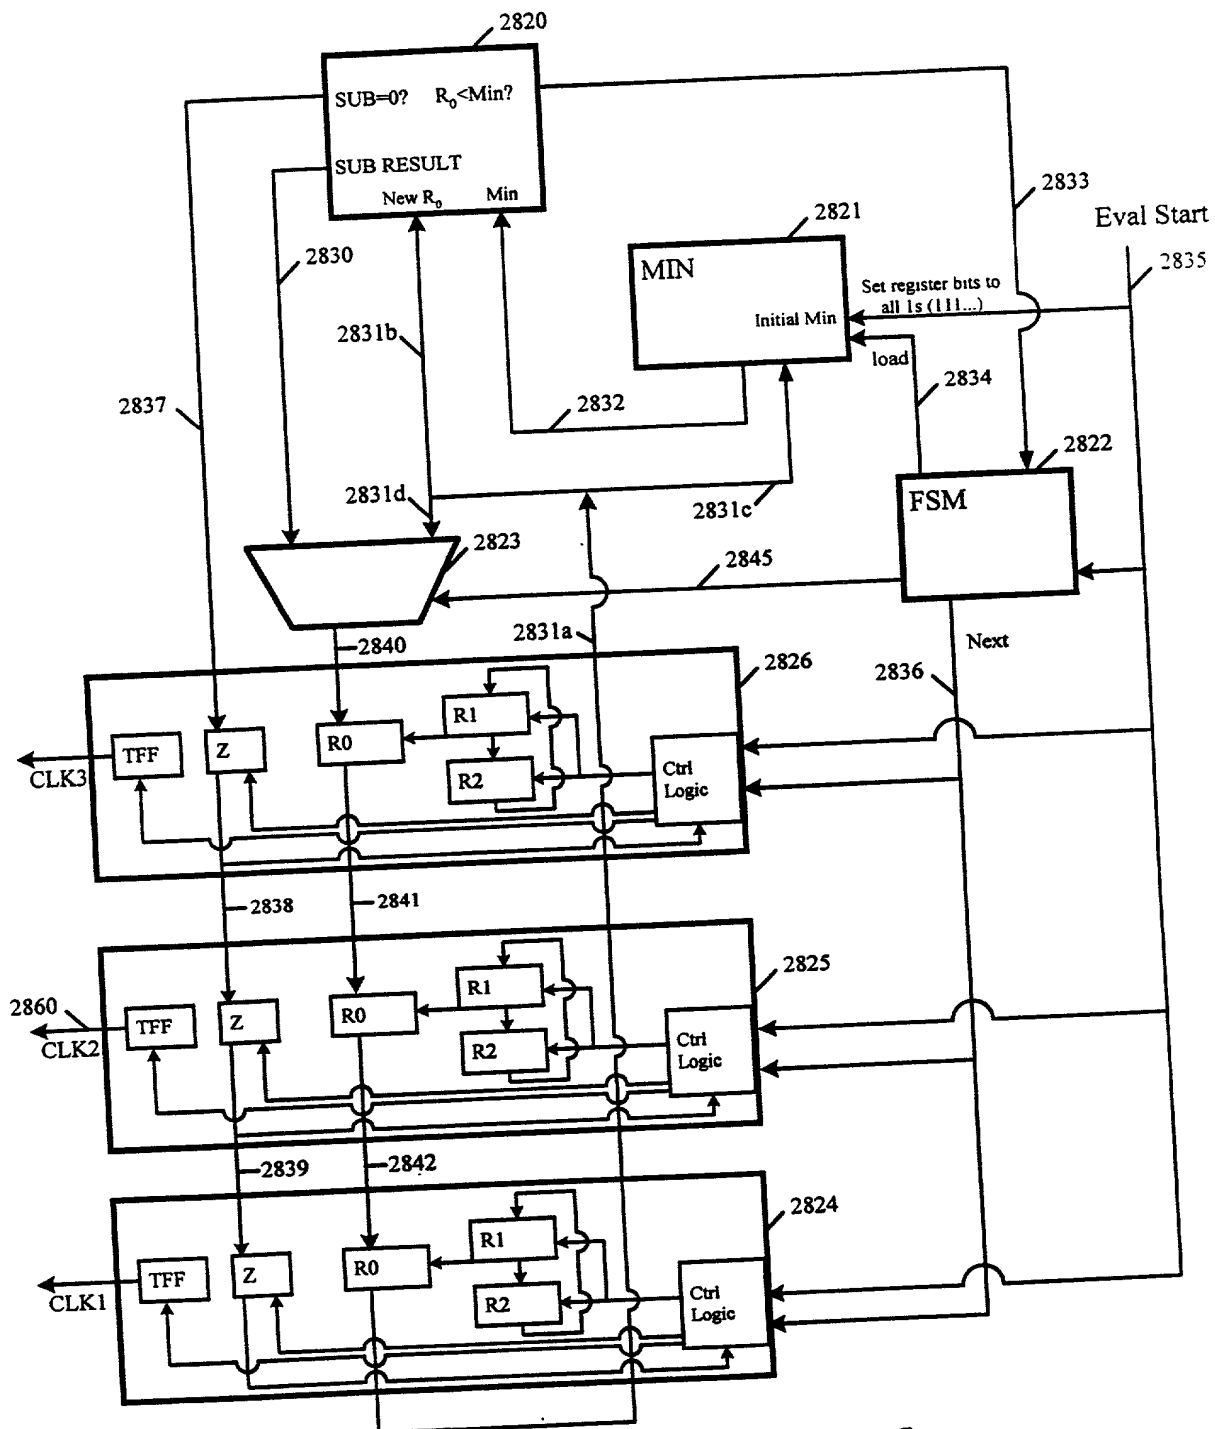 2820
SUB=0? R0<Min?
SUB RESULT
New R0 Min
2833
2821
Eval Start
2830
MIN
2835
Set register bits to
all 1s (111...)
Initial Min
2831b
load
2834
2837
2832
2822
2831d
2831c
FSM
2823
2845
2831a
2840
Next
2826
2836
R1
TFF
Z
R0
R2
Ctrl
Logic
CLK3
2838
2841
2825
2860
R1
TFF
Z
R0
R2
Ctrl
Logic
CLK2
2839
2842
2824
R1
TFF
Z
R0
R2
Ctrl
Logic
CLK1